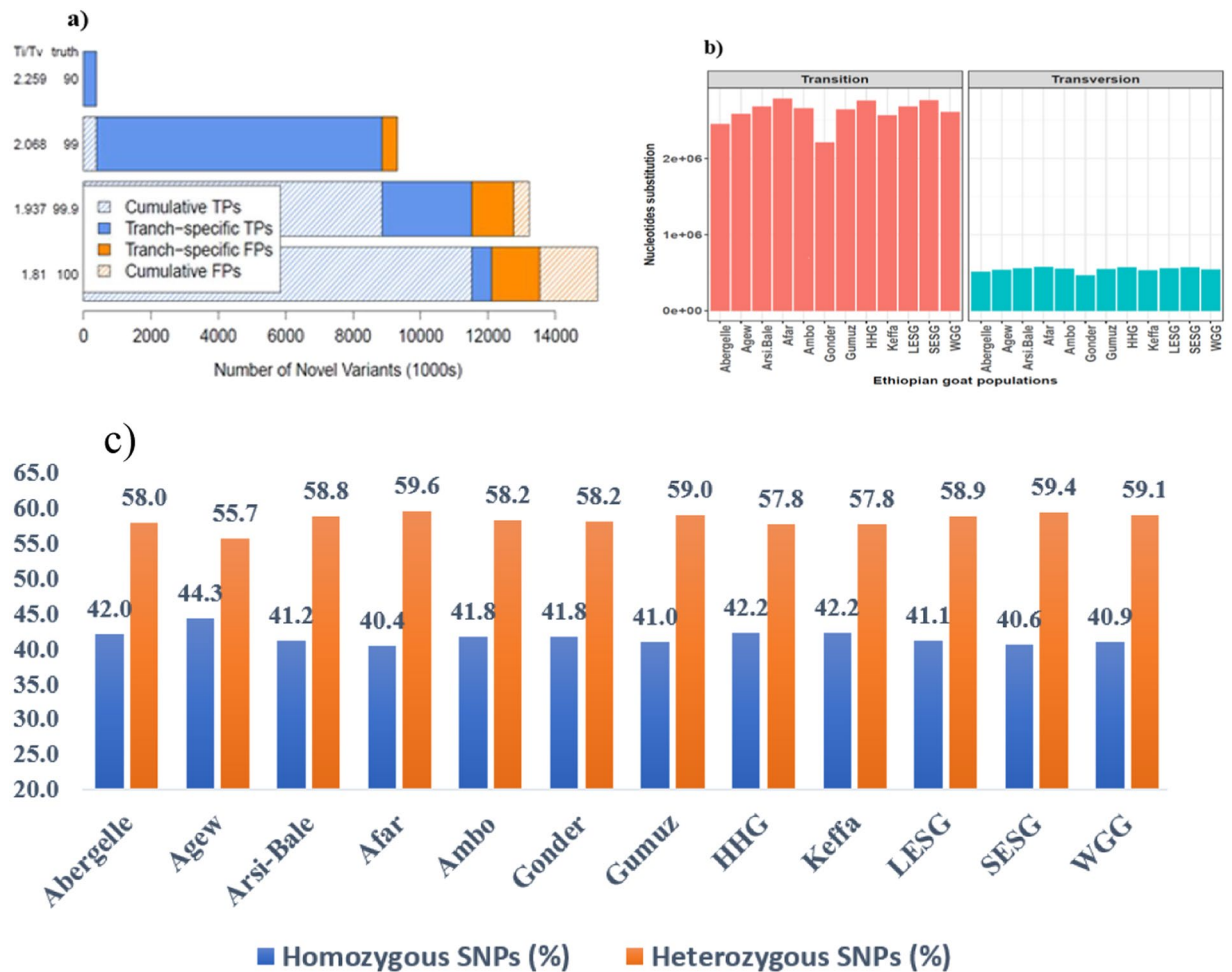 a)
Ti/Tv truth
2.259 90
2.068 99
1.937 99.9
1.81 100
Cumulative TPs
Tranch-specific TPs
Tranch-specific FPs
Cumulative FPs
0 2000 4000 6000 8000 10000 12000 14000
Number of Novel Variants (1000s)
b)
Transition Transversion
Nucleotides substitution
2e+06
1e+06
0e+00
Abergelle Agew Arsi.Bale Afar Ambo Gonder Gumuz HHG Keffa LESG SESG WGG Abergelle Agew Arsi.Bale Afar Ambo Gonder Gumuz HHG Keffa LESG SESG WGG
Ethiopian goat populations
c)
65.0
60.0
55.0
50.0
45.0
40.0
35.0
30.0
25.0
20.0
58.0 55.7 58.8 59.6 58.2 58.2 59.0 57.8 57.8 58.9 59.4 59.1
42.0 44.3 41.2 40.4 41.8 41.8 41.0 42.2 42.2 41.1 40.6 40.9
Abergelle Agew Arsi-Bale Afar Ambo Gonder Gumuz HHG Keffa LESG SESG WGG
Homozygous SNPs (%) Heterozygous SNPs (%)